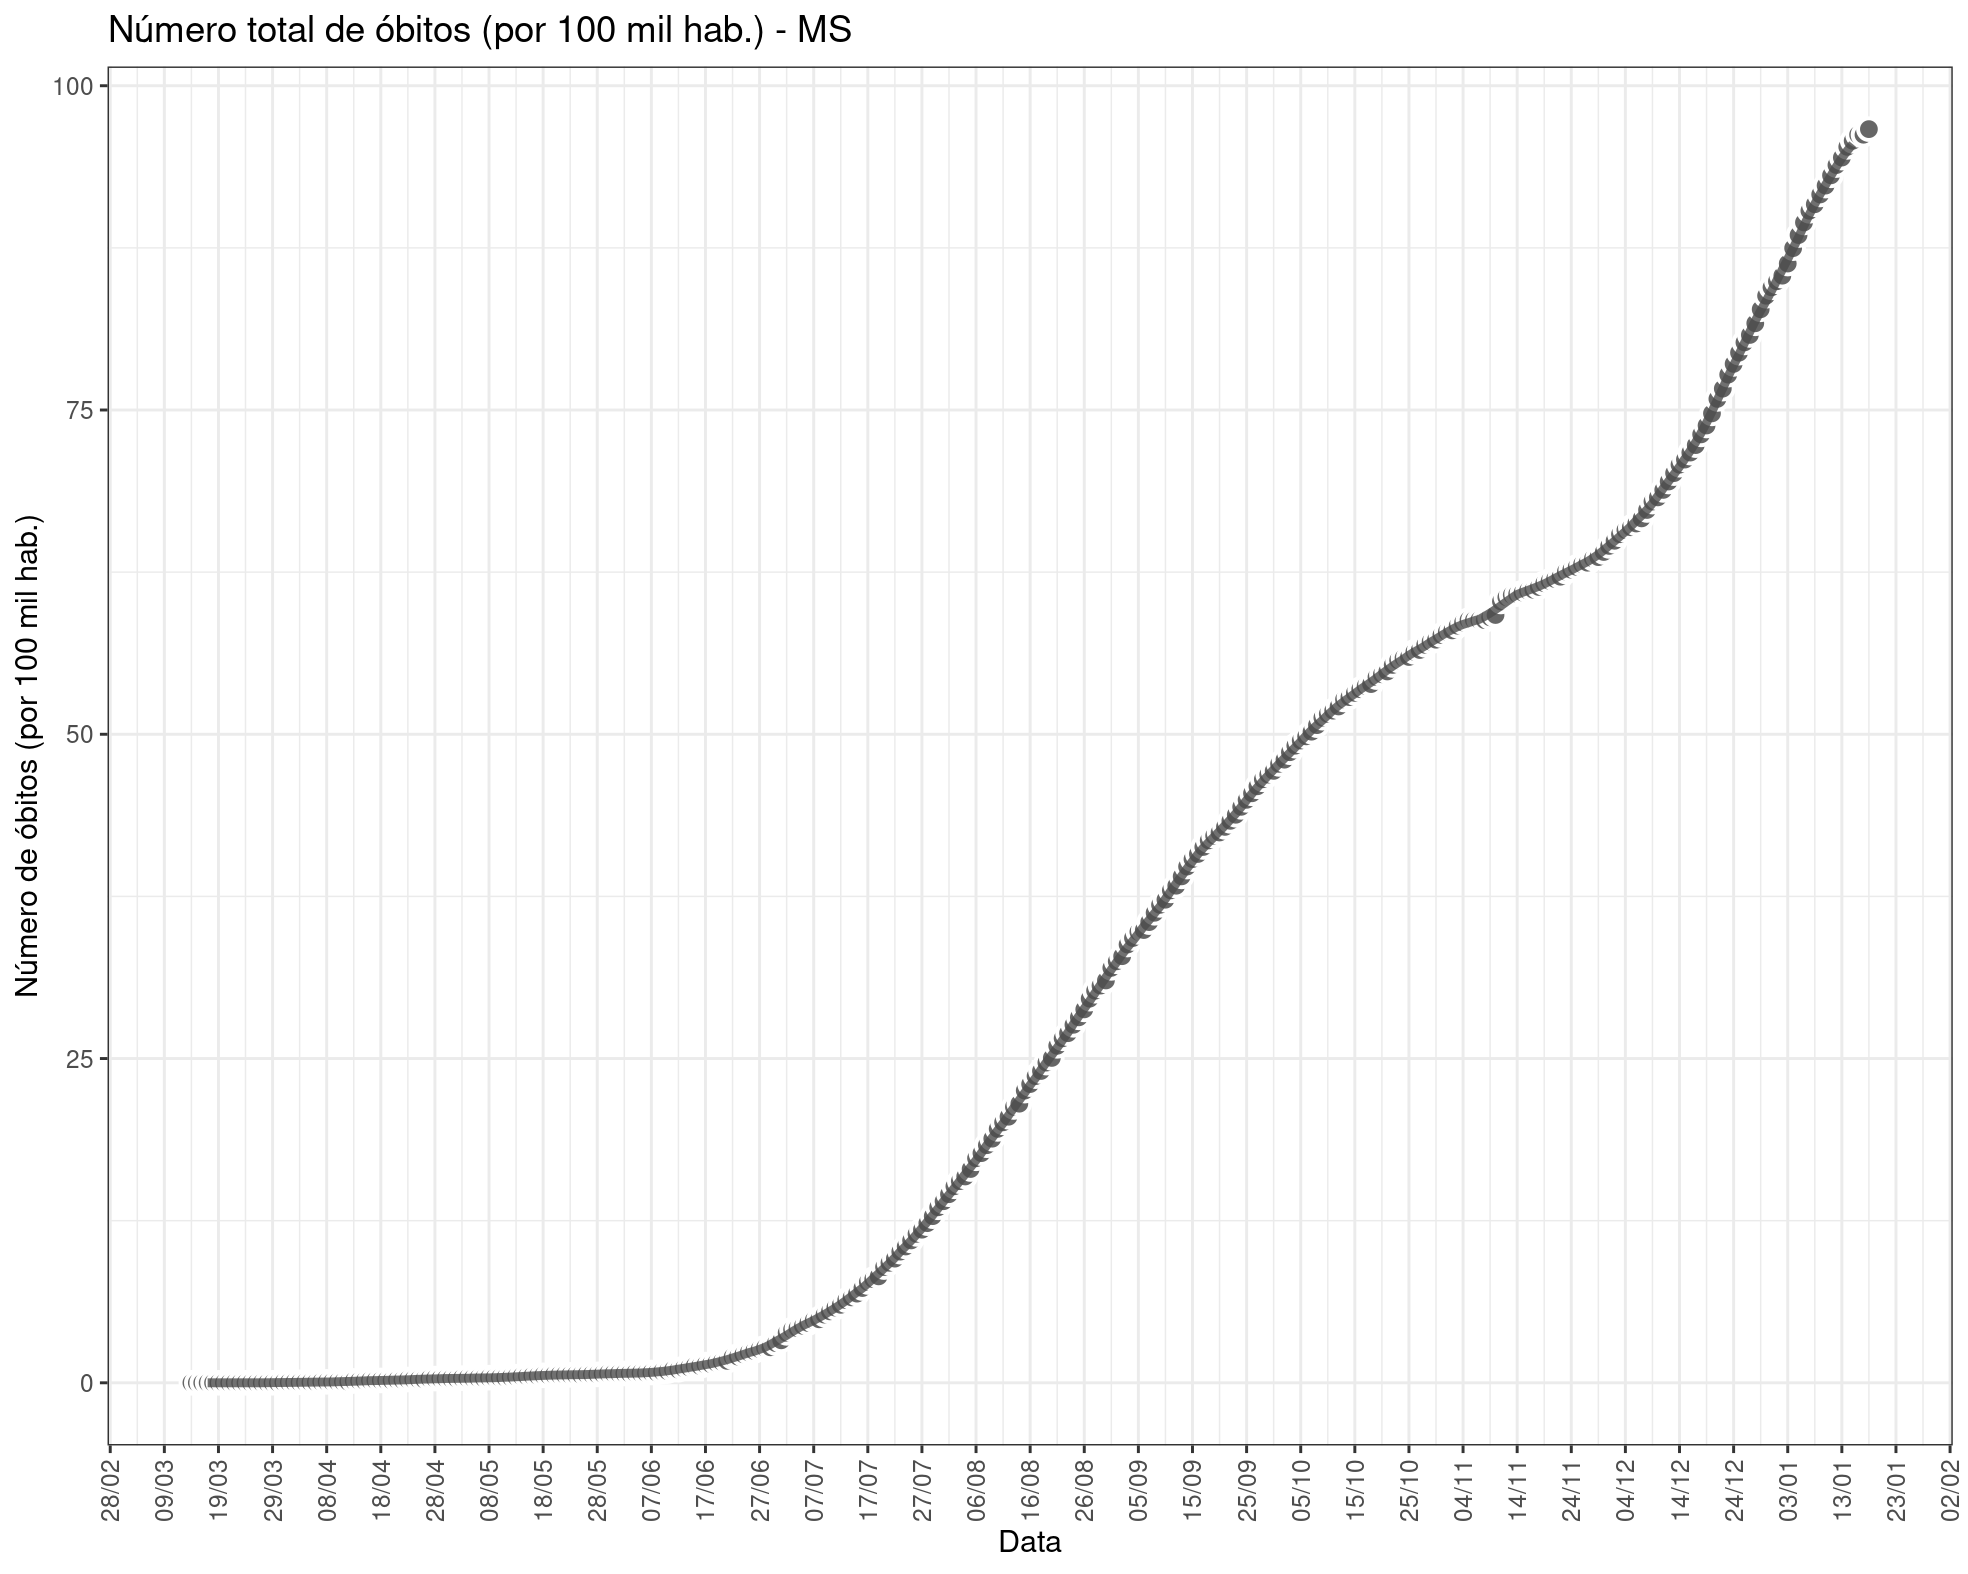 Número total de óbitos (por 100 mil hab.) - MS
Número de óbitos (por 100 mil hab.)
100
75
50
25
0
28/02 09/03 19/03 29/03 08/04 18/04 28/04 08/05 18/05 28/05 07/06 17/06 27/06 07/07 17/07 27/07 06/08 16/08 26/08 05/09 15/09 25/09 05/10 15/10 25/10 04/11 14/11 24/11 04/12 14/12 24/12 03/01 13/01 23/01 02/02
Data